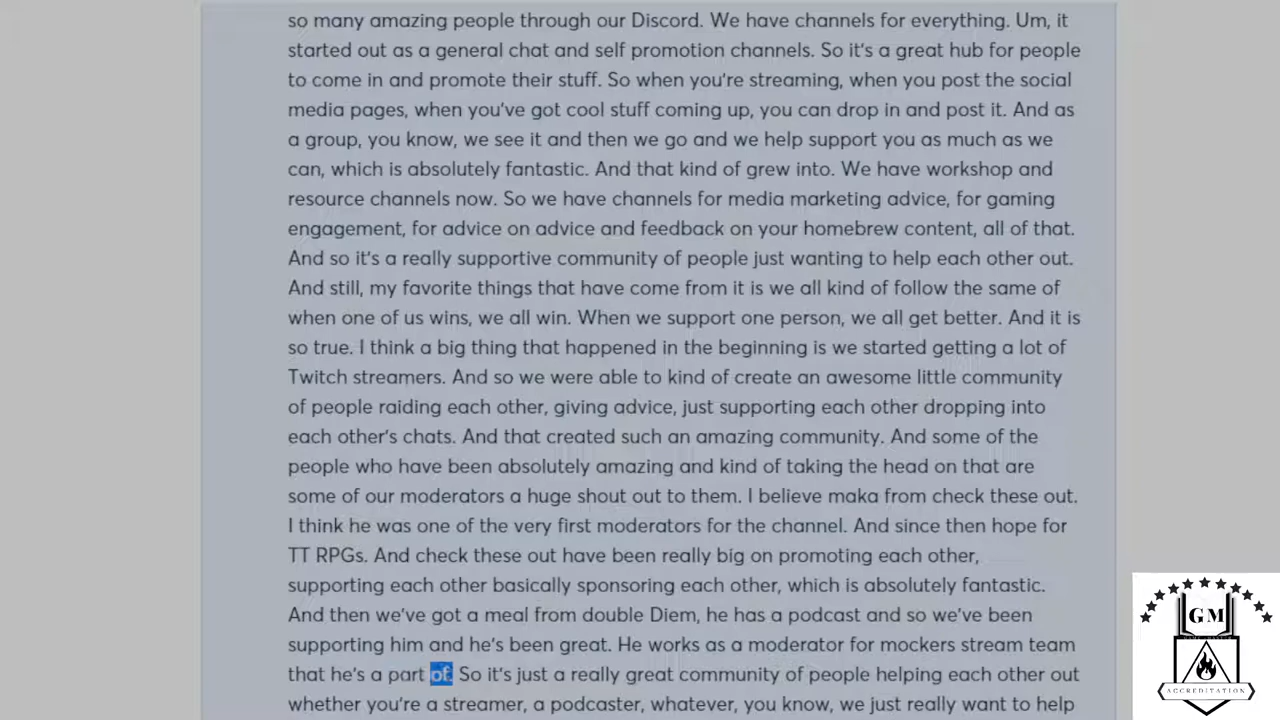 so many amazing people through our Discord. We have channels for everything. Um, it
started out as a general chat and self promotion channels. So it's a great hub for people
to come in and promote their stuff. So when you're streaming, when you post the social
media pages, when you've got cool stuff coming up, you can drop in and post it. And as
a group, you know, we see it and then we go and we help support you as much as we
can, which is absolutely fantastic. And that kind of grew into. We have workshop and
resource channels now. So we have channels for media marketing advice, for gaming
engagement, for advice on advice and feedback on your homebrew content, all of that.
And so it's a really supportive community of people just wanting to help each other out.
And still, my favorite things that have come from it is we all kind of follow the same of
when one of us wins, we all win. When we support one person, we all get better. And it is
so true. I think a big thing that happened in the beginning is we started getting a lot of
Twitch streamers. And so we were able to kind of create an awesome little community
of people raiding each other, giving advice, just supporting each other dropping into
each other's chats. And that created such an amazing community. And some of the
people who have been absolutely amazing and kind of taking the head on that are
some of our moderators a huge shout out to them. I believe maka from check these out.
I think he was one of the very first moderators for the channel. And since then hope for
TT RPGs. And check these out have been really big on promoting each other,
supporting each other basically sponsoring each other, which is absolutely fantastic.
And then we've got a meal from double Diem, he has a podcast and so we've been
supporting him and he's been great. He works as a moderator for mockers stream team
that he's a part of. So it's just a really great community of people helping each other out
whether you're a streamer, a podcaster, whatever, you know, we just really want to help
GM
ACCREDITATION